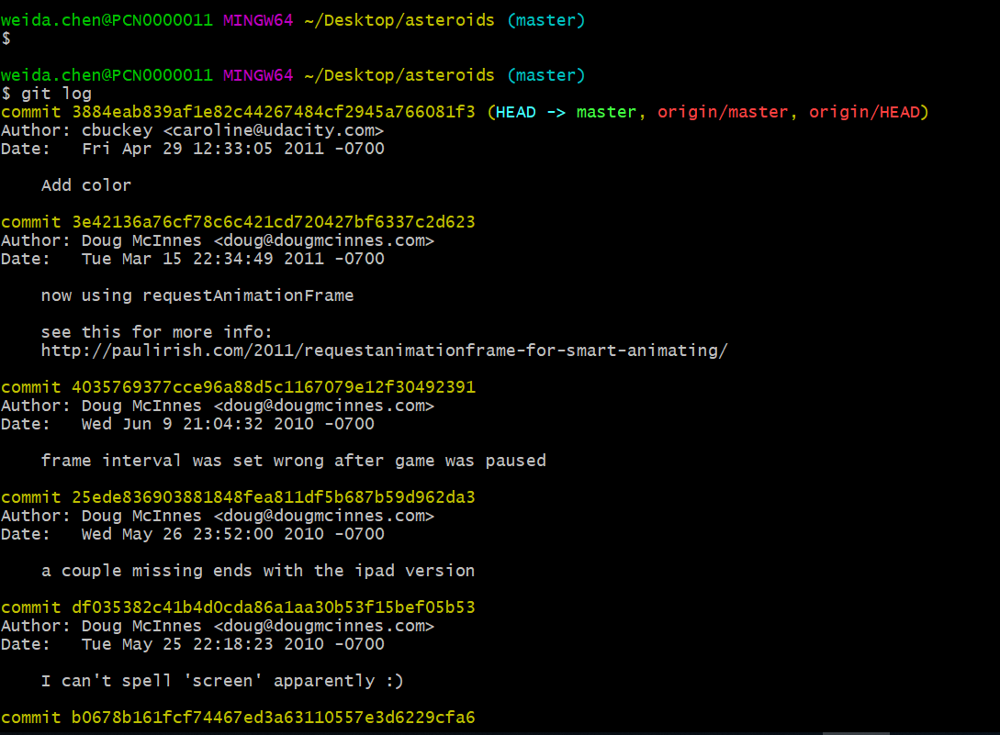 weida.chen@PCN0000011 MINGW64 ~/Desktop/asteroids (master)
$
weida.chen@PCN0000011 MINGW64 ~/Desktop/asteroids (master)
$ git log
commit 3884eab839af1e82c44267484cf2945a766081f3 (HEAD -> master, origin/master, origin/HEAD)
Author: cbuckey <caroline@udacity.com>
Date:   Fri Apr 29 12:33:05 2011 -0700
    Add color
commit 3e42136a76cf78c6c421cd720427bf6337c2d623
Author: Doug McInnes <doug@dougmcinnes.com>
Date:   Tue Mar 15 22:34:49 2011 -0700
    now using requestAnimationFrame
    see this for more info:
    http://paulirish.com/2011/requestanimationframe-for-smart-animating/
commit 4035769377cce96a88d5c1167079e12f30492391
Author: Doug McInnes <doug@dougmcinnes.com>
Date:   Wed Jun 9 21:04:32 2010 -0700
    frame interval was set wrong after game was paused
commit 25ede836903881848fea811df5b687b59d962da3
Author: Doug McInnes <doug@dougmcinnes.com>
Date:   Wed May 26 23:52:00 2010 -0700
    a couple missing ends with the ipad version
commit df035382c41b4d0cda86a1aa30b53f15bef05b53
Author: Doug McInnes <doug@dougmcinnes.com>
Date:   Tue May 25 22:18:23 2010 -0700
    I can't spell 'screen' apparently :)
commit b0678b161fcf74467ed3a63110557e3d6229cfa6